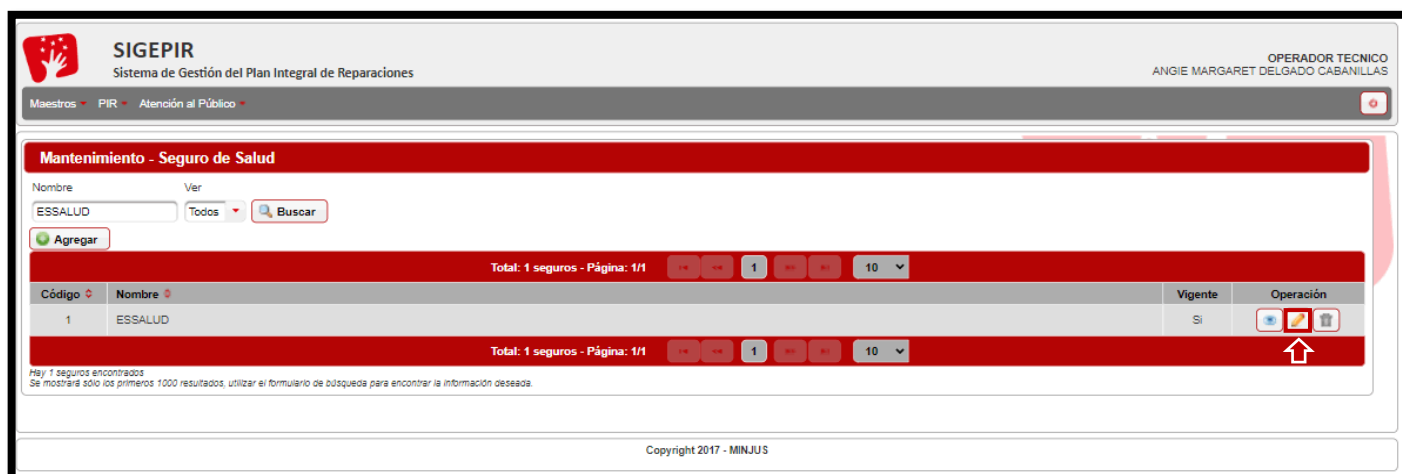 SIGEPIR
Sistema de Gestión del Plan Integral de Reparaciones
OPERADOR TECNICO
ANGIE MARGARET DELGADO CABANILLAS
Maestros PIR Atención al Público
Mantenimiento - Seguro de Salud
Nombre Ver
ESSALUD Todos Buscar
Agregar
Total: 1 seguros - Página: 1/1 1 10
Código Nombre Vigente Operación
1 ESSALUD Si
Total: 1 seguros - Página: 1/1 1 10
Hay 1 seguros encontrados
Se mostrará sólo los primeros 1000 resultados, utilizar el formulario de búsqueda para encontrar la información deseada.
Copyright 2017 - MINJUS